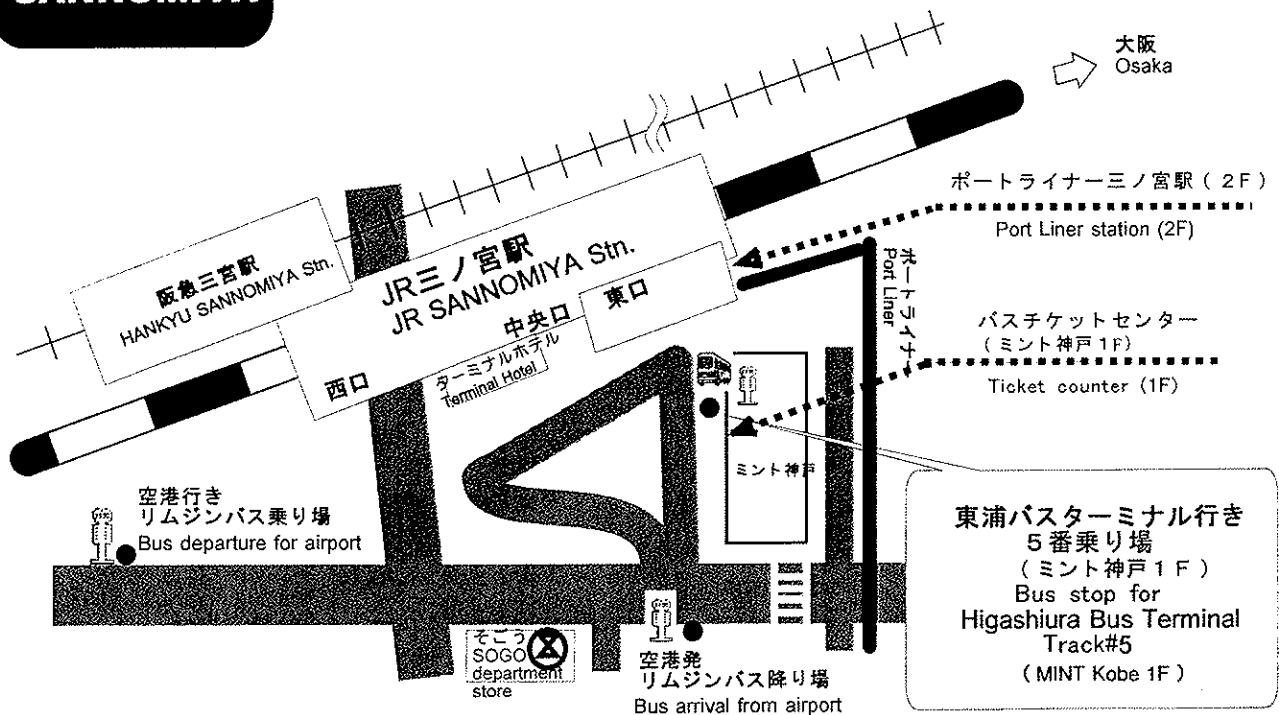 大阪
Osaka
ポートライナー三ノ宮駅(2F)
Port Liner station (2F)
阪急三宮駅
HANKYU SANNOMIYA Stn.
JR三ノ宮駅
JR SANNOMIYA Stn.
中央口
東口
西口
ターミナルホテル
Terminal Hotel
ポートライナー
Port Liner
バスチケットセンター
(ミント神戸1F)
Ticket counter (1F)
ミント神戸
空港行き
リムジンバス乗り場
Bus departure for airport
東浦バスターミナル行き
5番乗り場
(ミント神戸1F)
Bus stop for
Higashiura Bus Terminal
Track#5
(MINT Kobe 1F)
そごう
SOGO
department
store
空港発
リムジンバス降り場
Bus arrival from airport